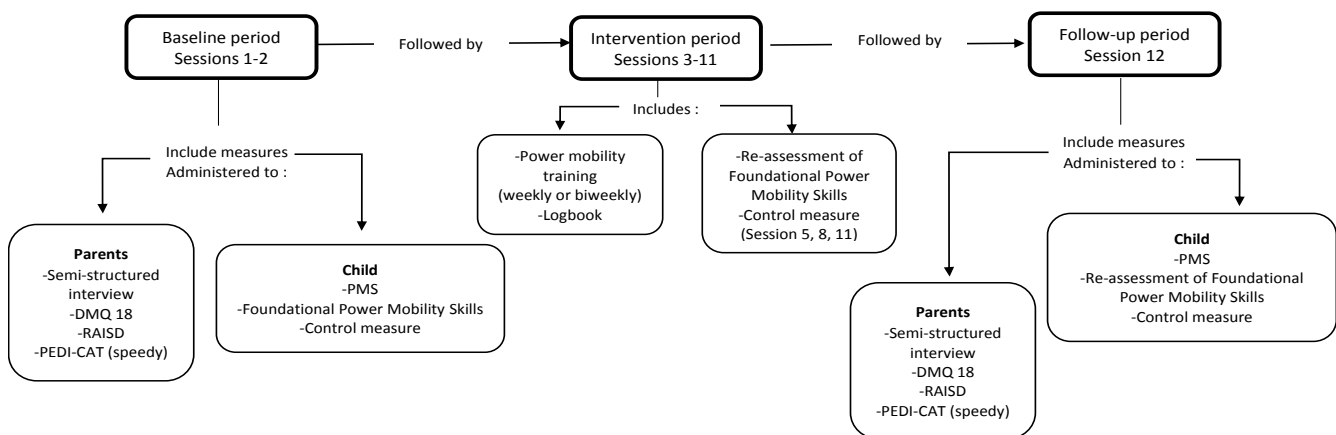 Baseline period
Sessions 1-2
Followed by
Intervention period
Sessions 3-11
Followed by
Follow-up period
Session 12
Include measures
Administered to :
Parents
-Semi-structured
interview
-DMQ 18
-RAISD
-PEDI-CAT (speedy)
Child
-PMS
-Foundational Power Mobility Skills
-Control measure
Includes :
-Power mobility
training
(weekly or biweekly)
-Logbook
-Re-assessment of
Foundational Power
Mobility Skills
-Control measure
(Session 5, 8, 11)
Include measures
Administered to :
Parents
-Semi-structured
interview
-DMQ 18
-RAISD
-PEDI-CAT (speedy)
Child
-PMS
-Re-assessment of Foundational
Power Mobility Skills
-Control measure